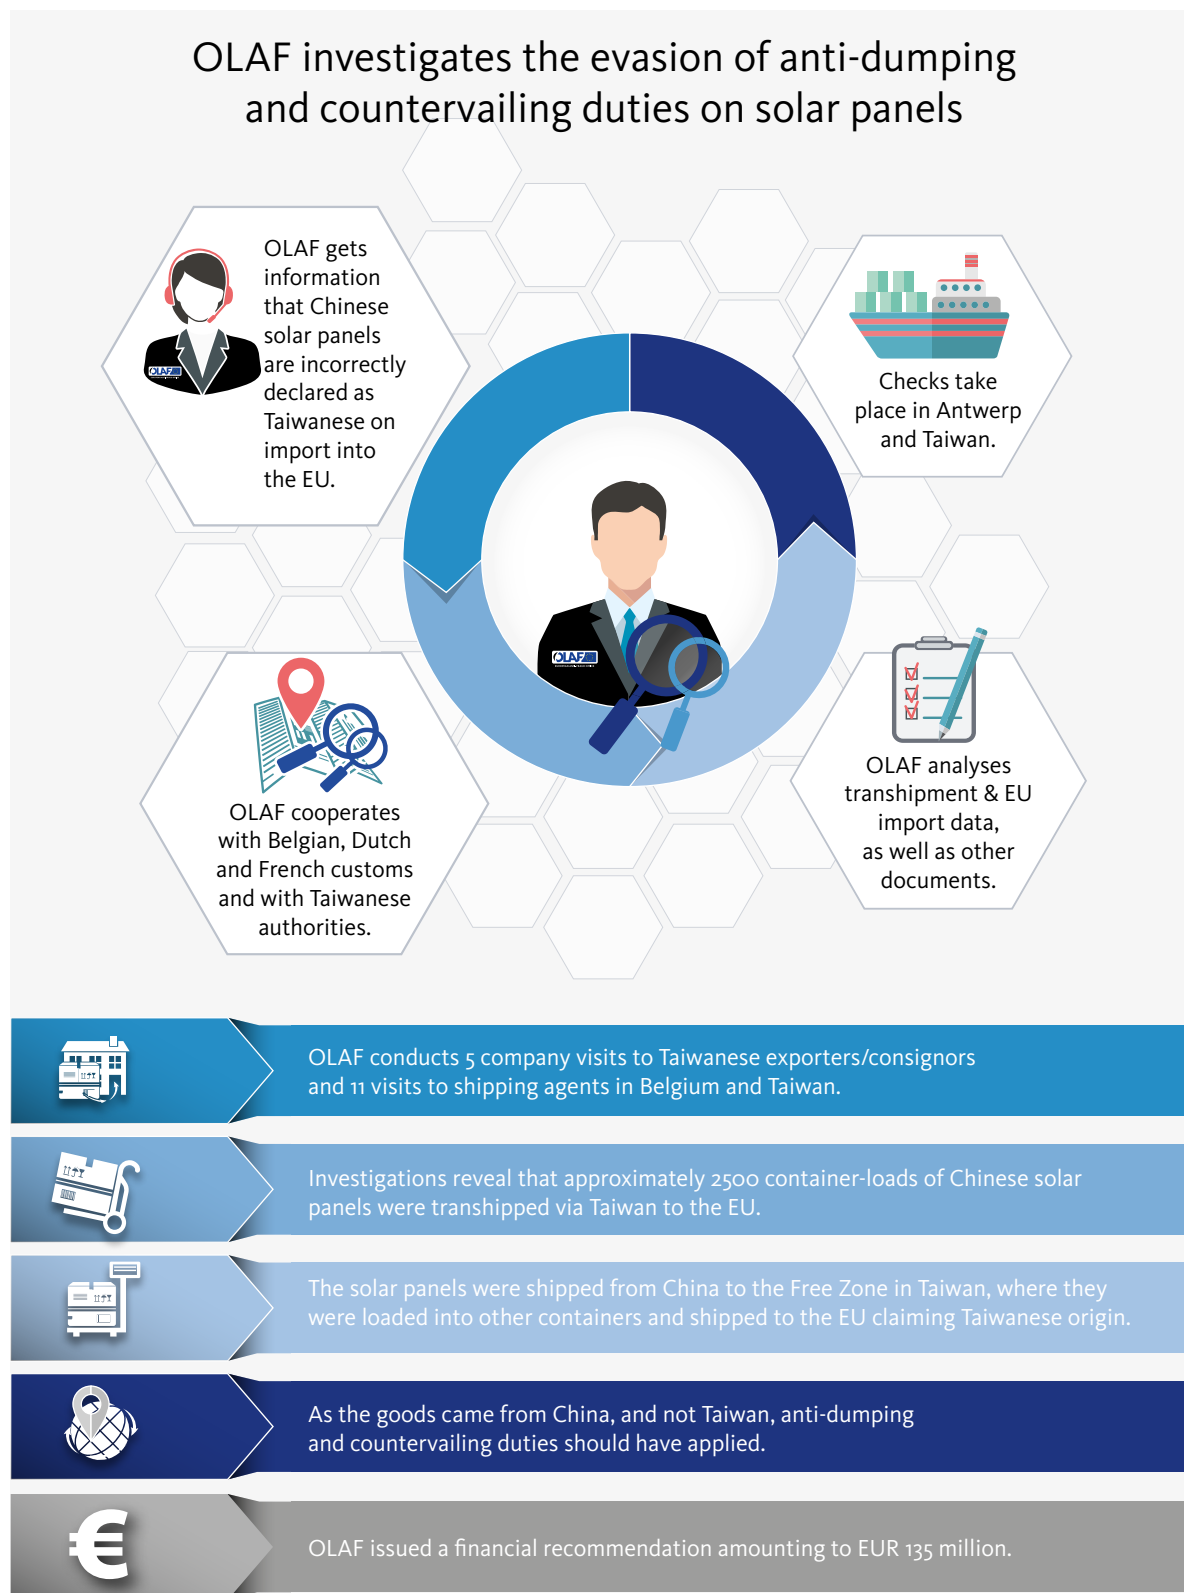 OLAF investigates the evasion of anti-dumping
and countervailing duties on solar panels
OLAF gets
information
that Chinese
solar panels
are incorrectly
declared as
Taiwanese on
import into
the EU.
OLAF
Checks take
place in Antwerp
and Taiwan.
OLAF
OLAF cooperates
with Belgian, Dutch
and French customs
and with Taiwanese
authorities.
OLAF analyses
transhipment & EU
import data,
as well as other
documents.
OLAF conducts 5 company visits to Taiwanese exporters/consignors
and 11 visits to shipping agents in Belgium and Taiwan.
Investigations reveal that approximately 2500 container-loads of Chinese solar
panels were transhipped via Taiwan to the EU.
The solar panels were shipped from China to the Free Zone in Taiwan, where they
were loaded into other containers and shipped to the EU claiming Taiwanese origin.
As the goods came from China, and not Taiwan, anti-dumping
and countervailing duties should have applied.
€
OLAF issued a financial recommendation amounting to EUR 135 million.